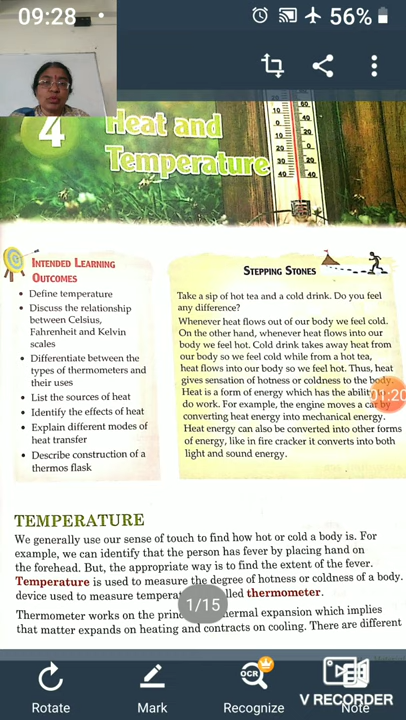 09:28
56%
4
Heat and
Temperature
INTENDED LEARNING
OUTCOMES
• Define temperature
• Discuss the relationship
between Celsius,
Fahrenheit and Kelvin
scales
• Differentiate between the
types of thermometers and
their uses
• List the sources of heat
• Identify the effects of heat
• Explain different modes of
heat transfer
• Describe construction of a
thermos flask
STEPPING STONES
Take a sip of hot tea and a cold drink. Do you feel
any difference?
Whenever heat flows out of our body we feel cold.
On the other hand, whenever heat flows into our
body we feel hot. Cold drink takes away heat from
our body so we feel cold while from a hot tea,
heat flows into our body so we feel hot. Thus, heat
gives sensation of hotness or coldness to the body.
Heat is a form of energy which has the ability
do work. For example, the engine moves a car by
converting heat energy into mechanical energy.
Heat energy can also be converted into other forms
of energy, like in fire cracker it converts into both
light and sound energy.
01:20
TEMPERATURE
We generally use our sense of touch to find how hot or cold a body is. For
example, we can identify that the person has fever by placing hand on
the forehead. But, the appropriate way is to find the extent of the fever.
Temperature is used to measure the degree of hotness or coldness of a body.
device used to measure temperat lled thermometer.
1/15
Thermometer works on the princ hermal expansion which implies
that matter expands on heating and contracts on cooling. There are different
OCR
Rotate
Mark
Recognize
Note
V RECORDER